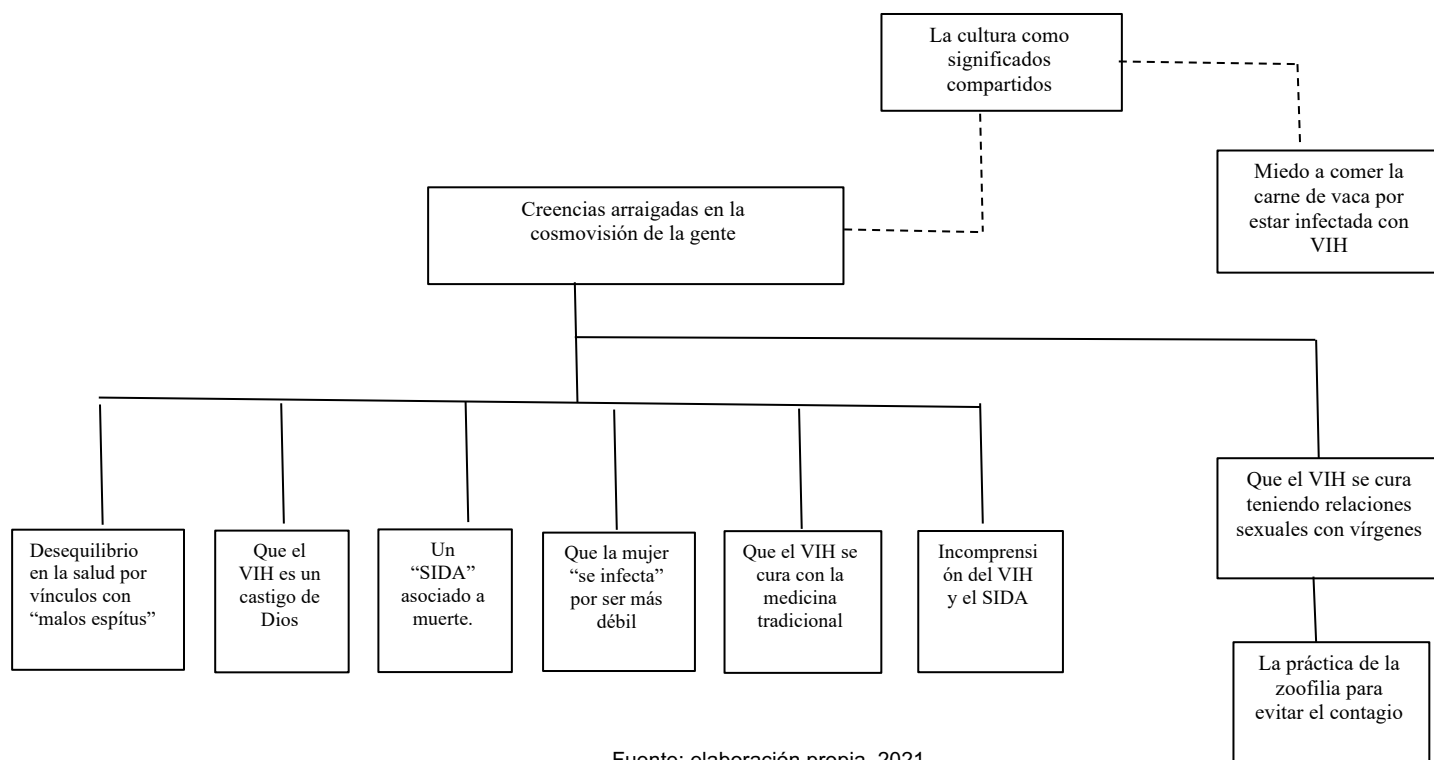 La cultura como
significados
compartidos
Miedo a comer la
carne de vaca por
estar infectada con
VIH
Creencias arraigadas en la
cosmovisión de la gente
Desequilibrio
en la salud por
vínculos con
“malos espítus”
Que el
VIH es un
castigo de
Dios
Un
“SIDA”
asociado a
muerte.
Que la mujer
“se infecta”
por ser más
débil
Que el VIH se
cura con la
medicina
tradicional
Incomprensi
ón del VIH
y el SIDA
Que el VIH se cura
teniendo relaciones
sexuales con vírgenes
La práctica de la
zoofilia para
evitar el contagio
Fuente: elaboración propia, 2021